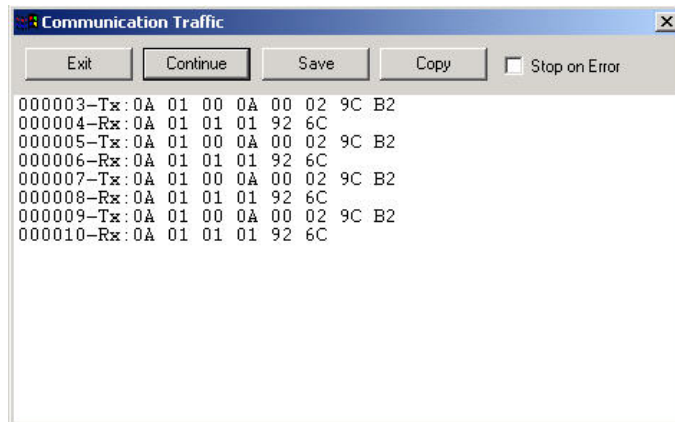 Communication Traffic
Exit Continue Save Copy Stop on Error
000003-Tx:0A 01 00 0A 00 02 9C B2
000004-Rx:0A 01 01 01 92 6C
000005-Tx:0A 01 00 0A 00 02 9C B2
000006-Rx:0A 01 01 01 92 6C
000007-Tx:0A 01 00 0A 00 02 9C B2
000008-Rx:0A 01 01 01 92 6C
000009-Tx:0A 01 00 0A 00 02 9C B2
000010-Rx:0A 01 01 01 92 6C